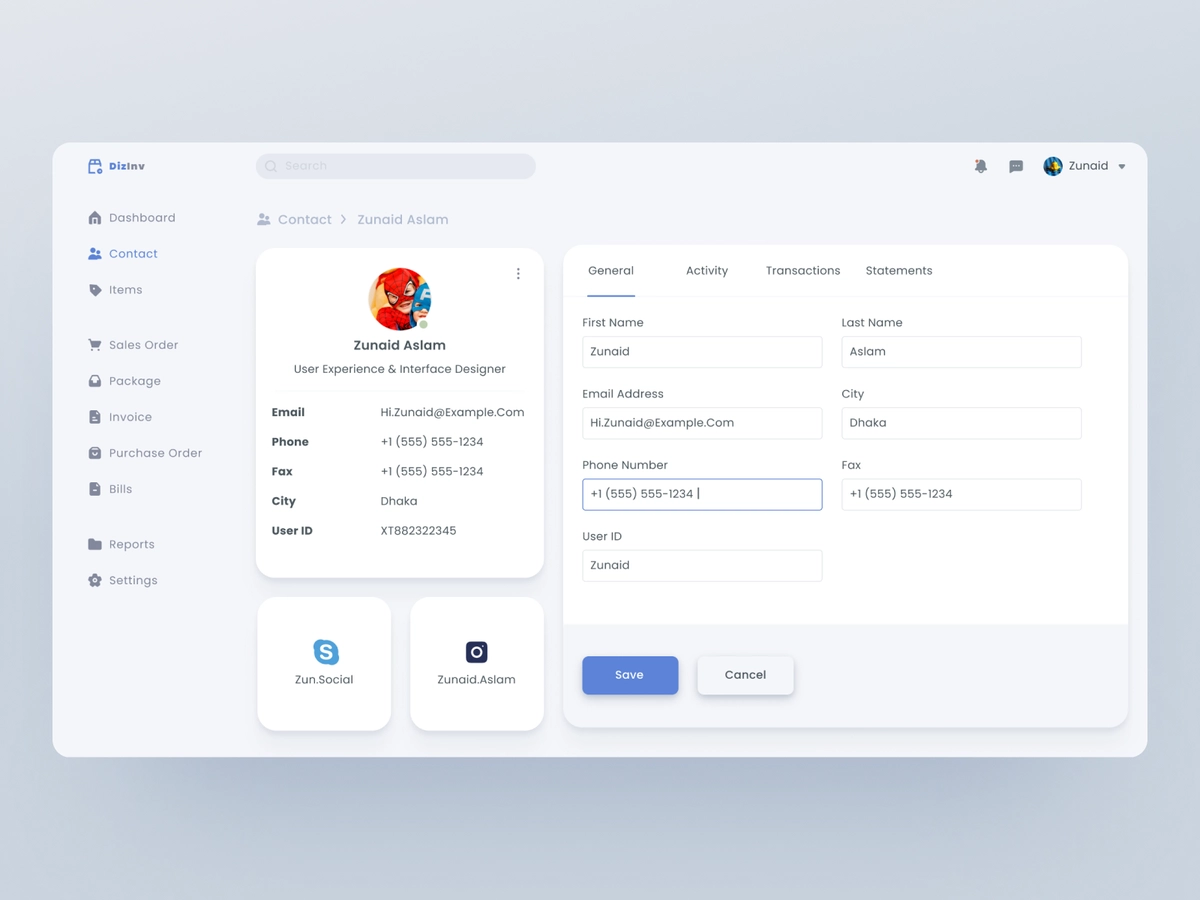 DizInv
Search
Zunaid
Dashboard
Contact
Items
Sales Order
Package
Invoice
Purchase Order
Bills
Reports
Settings
Contact > Zunaid Aslam
Zunaid Aslam
User Experience & Interface Designer
Email Hi.Zunaid@Example.Com
Phone +1 (555) 555-1234
Fax +1 (555) 555-1234
City Dhaka
User ID XT882322345
Zun.Social
Zunaid.Aslam
General Activity Transactions Statements
First Name Last Name
Zunaid Aslam
Email Address City
Hi.Zunaid@Example.Com Dhaka
Phone Number Fax
+1 (555) 555-1234 +1 (555) 555-1234
User ID
Zunaid
Save Cancel